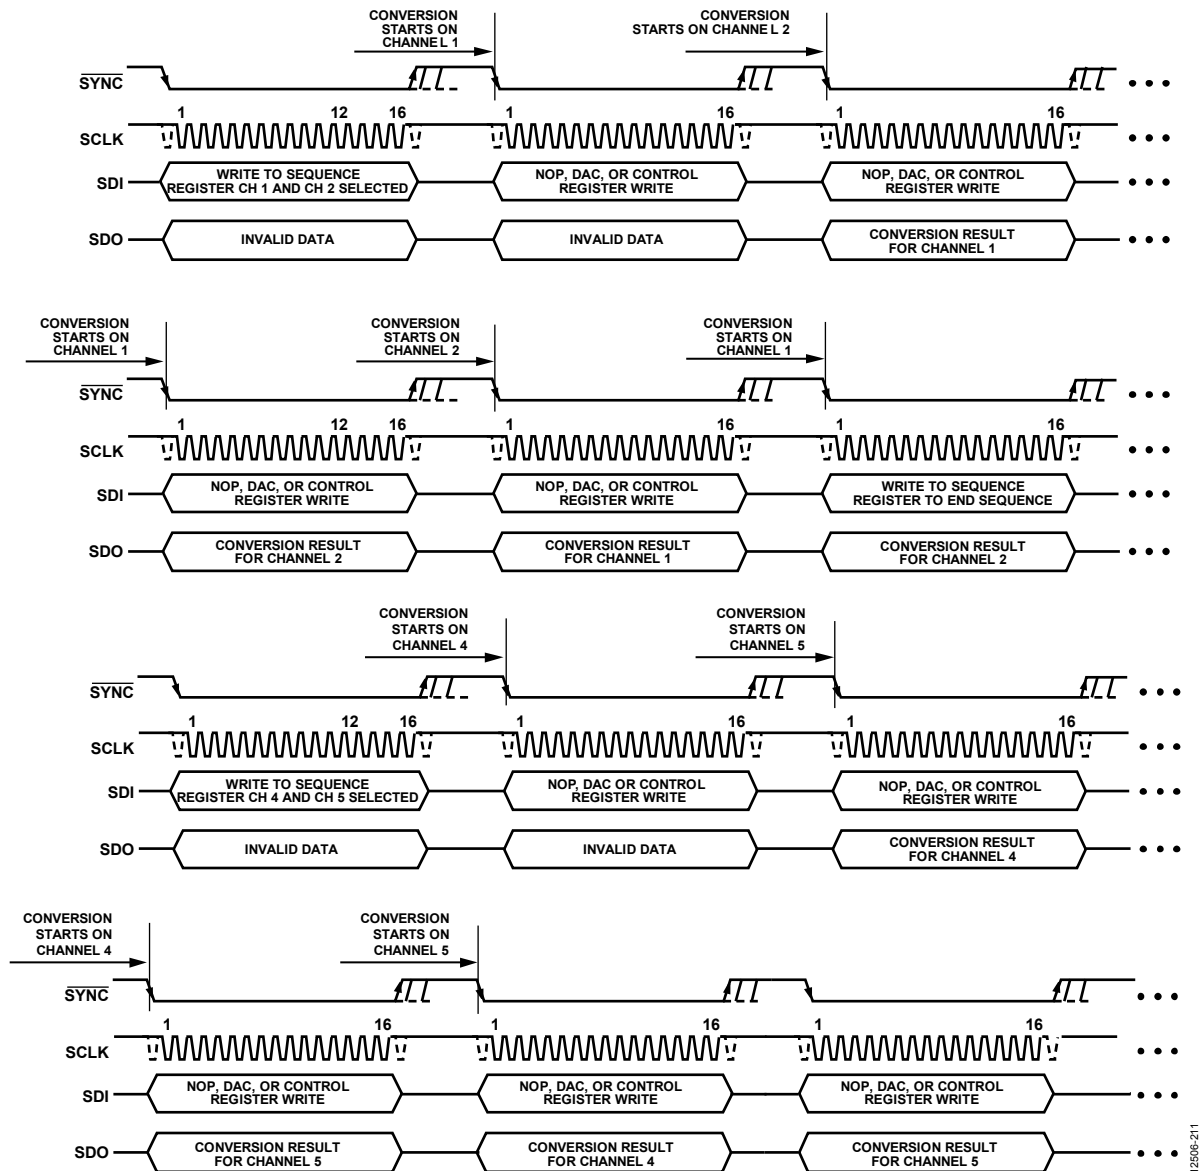 CONVERSION
STARTS ON
CHANNEL 1
CONVERSION
STARTS ON CHANNEL 2
SYNC
1
12
16
1
16
1
16
SCLK
SDI
WRITE TO SEQUENCE
REGISTER CH 1 AND CH 2 SELECTED
NOP, DAC, OR CONTROL
REGISTER WRITE
NOP, DAC, OR CONTROL
REGISTER WRITE
SDO
INVALID DATA
INVALID DATA
CONVERSION RESULT
FOR CHANNEL 1
CONVERSION
STARTS ON
CHANNEL 1
CONVERSION
STARTS ON
CHANNEL 2
CONVERSION
STARTS ON
CHANNEL 1
SYNC
1
12
16
1
16
1
16
SCLK
SDI
NOP, DAC, OR CONTROL
REGISTER WRITE
NOP, DAC, OR CONTROL
REGISTER WRITE
WRITE TO SEQUENCE
REGISTER TO END SEQUENCE
SDO
CONVERSION RESULT
FOR CHANNEL 2
CONVERSION RESULT
FOR CHANNEL 1
CONVERSION RESULT
FOR CHANNEL 2
CONVERSION
STARTS ON
CHANNEL 4
CONVERSION
STARTS ON
CHANNEL 5
SYNC
1
12
16
1
16
1
16
SCLK
SDI
WRITE TO SEQUENCE
REGISTER CH 4 AND CH 5 SELECTED
NOP, DAC OR CONTROL
REGISTER WRITE
NOP, DAC, OR CONTROL
REGISTER WRITE
SDO
INVALID DATA
INVALID DATA
CONVERSION RESULT
FOR CHANNEL 4
CONVERSION
STARTS ON
CHANNEL 4
CONVERSION
STARTS ON
CHANNEL 5
SYNC
1
16
1
16
1
16
SCLK
SDI
NOP, DAC, OR CONTROL
REGISTER WRITE
NOP, DAC, OR CONTROL
REGISTER WRITE
NOP, DAC, OR CONTROL
REGISTER WRITE
SDO
CONVERSION RESULT
FOR CHANNEL 5
CONVERSION RESULT
FOR CHANNEL 4
CONVERSION RESULT
FOR CHANNEL 5